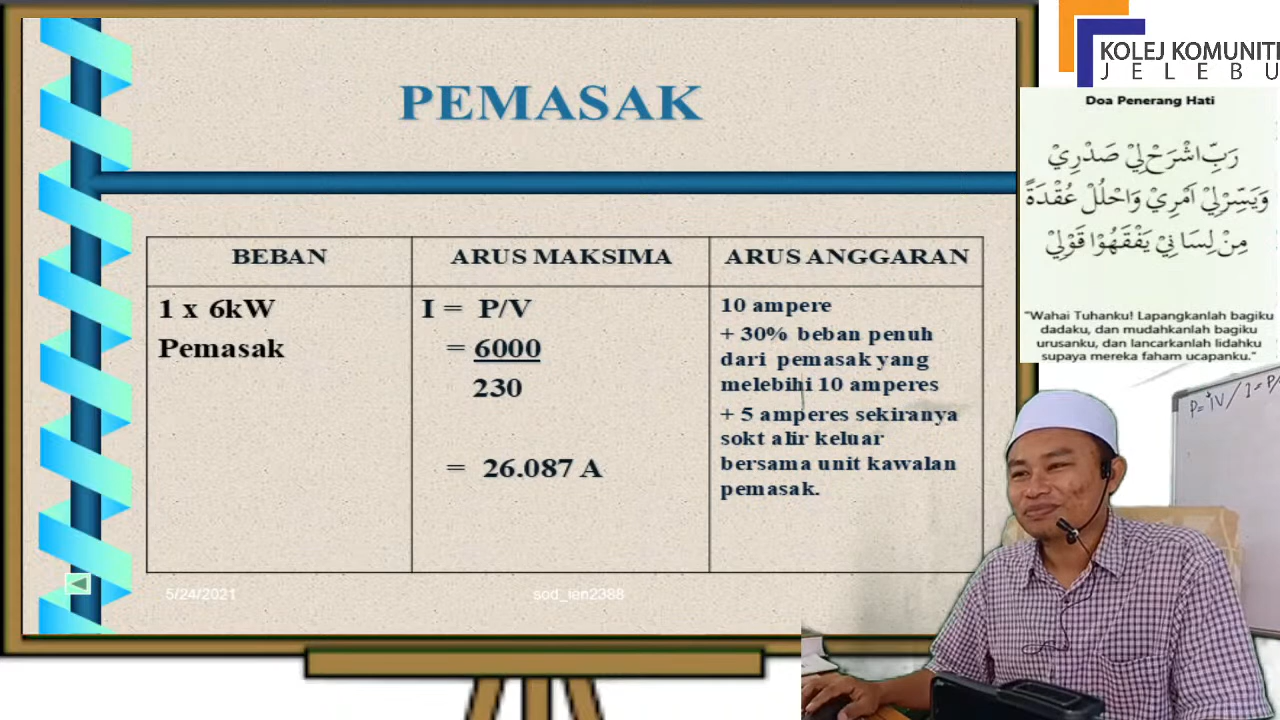 PEMASAK
BEBAN
ARUS MAKSIMA
ARUS ANGGARAN
1 x 6kW
Pemasak
I = P/V
= 6000
230
= 26.087 A
10 ampere
+ 30% beban penuh
dari pemasak yang
melebihi 10 amperes
+ 5 amperes sekiranya
sokt alir keluar
bersama unit kawalan
pemasak.
5/24/2021
sod_ien2388
KOLEJ KOMUNITI
JELEBU
Doa Penerang Hati
رَبِّ اشْرَحْ لِيْ صَدْرِيْ
وَيَسِّرْ لِيْ اَمْرِيْ وَاحْلُلْ عُقْدَةً
مِنْ لِسَانِيْ يَفْقَهُوْا قَوْلِيْ
"Wahai Tuhanku! Lapangkanlah bagiku
dadaku, dan mudahkanlah bagiku
urusanku, dan lancarkanlah lidahku
supaya mereka faham ucapanku."
P=IV / I=P/